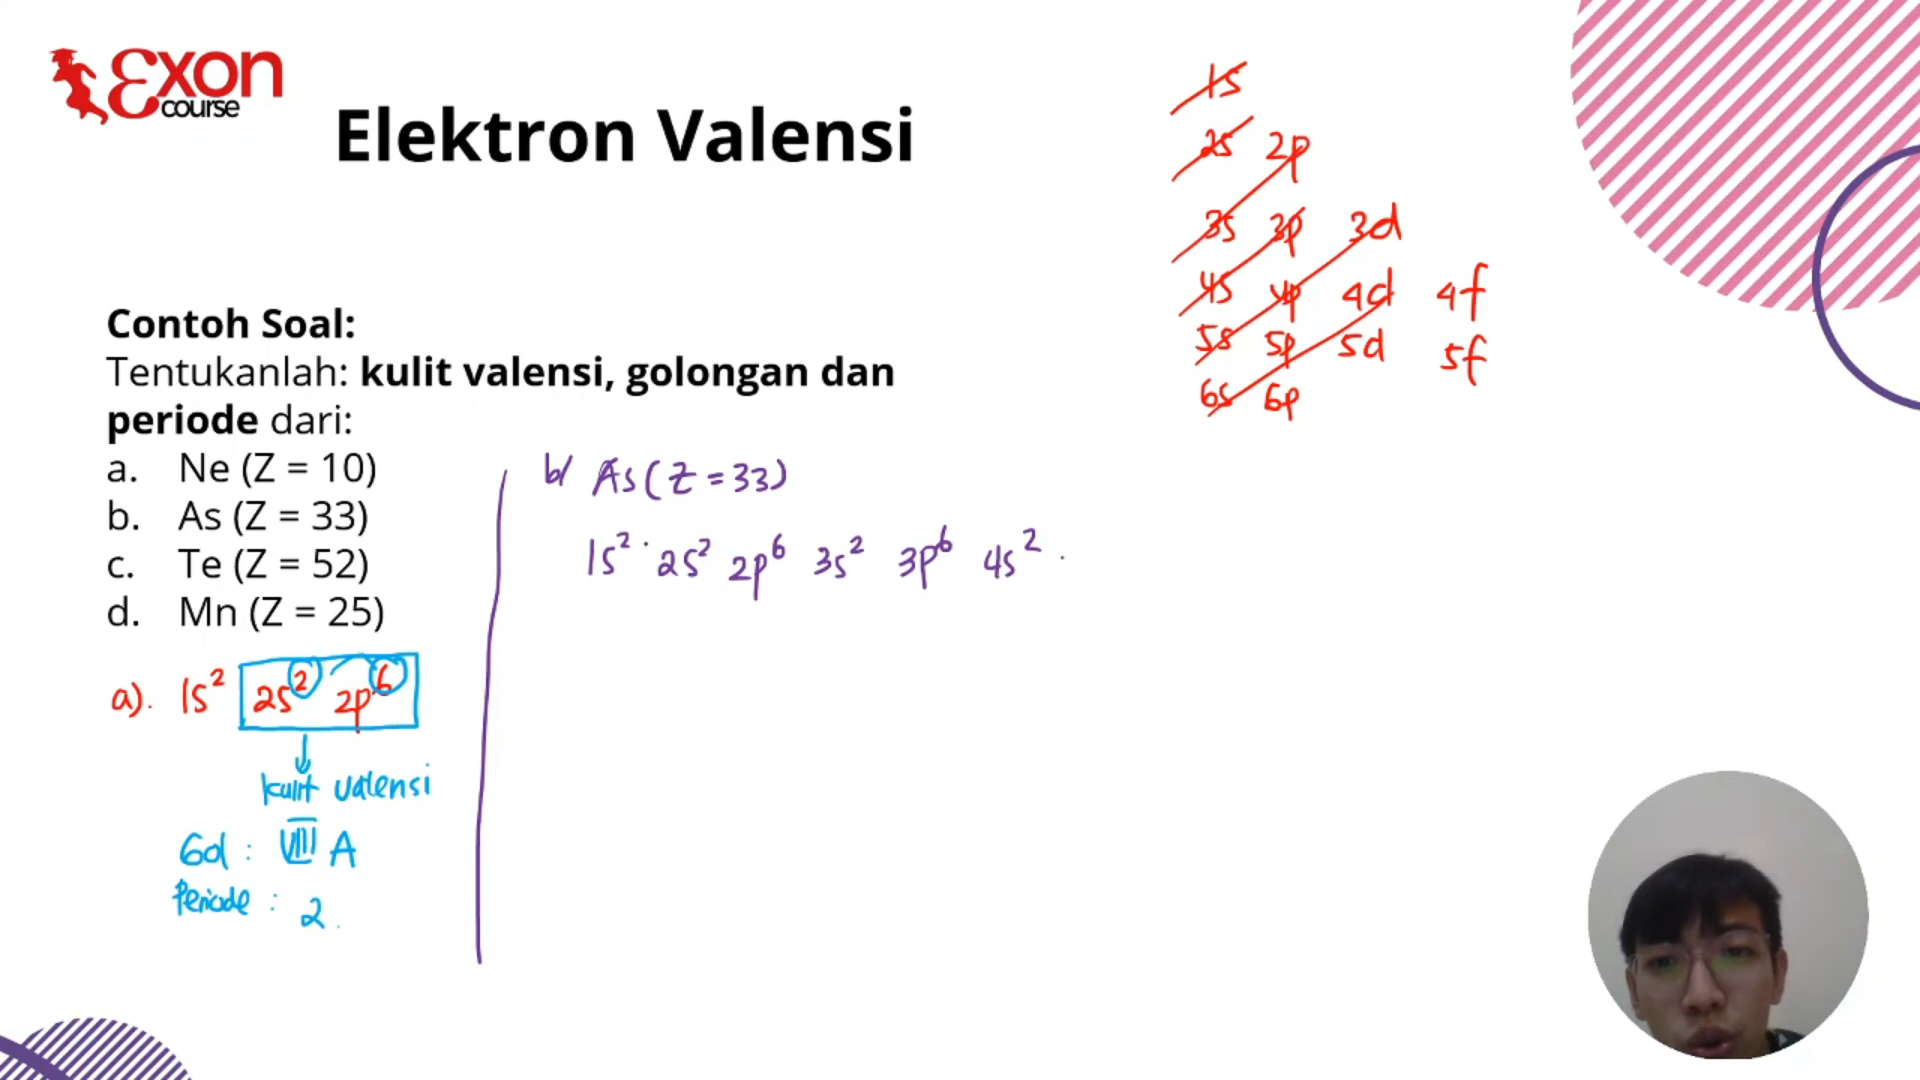 Exon
course
Elektron Valensi
Contoh Soal:
Tentukanlah: kulit valensi, golongan dan
periode dari:
a. Ne (Z = 10)
b. As (Z = 33)
c. Te (Z = 52)
d. Mn (Z = 25)
a). 1s² 2s² 2p⁶
kulit valensi
Gol : VIII A
Periode : 2
b/ As (Z = 33)
1s² 2s² 2p⁶ 3s² 3p⁶ 4s²
1s
2s 2p
3s 3p 3d
4s 4p 4d 4f
5s 5p 5d 5f
6s 6p